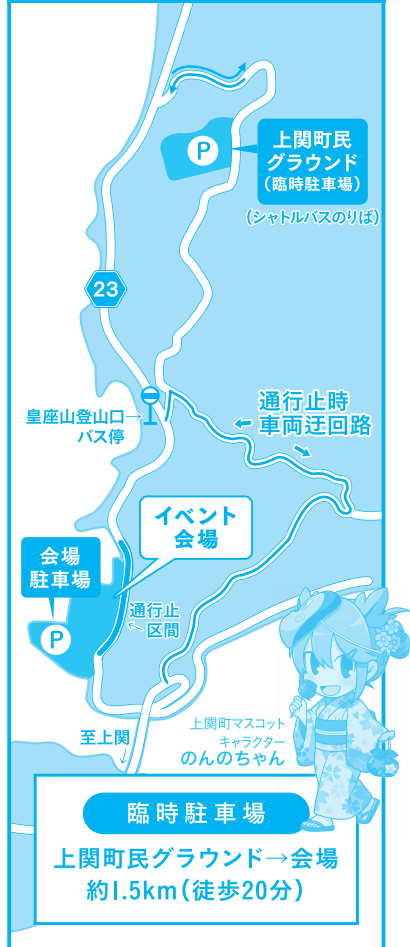 P
上関町民
グラウンド
（臨時駐車場）
（シャトルバスのりば）
23
皇座山登山口→
バス停
通行止時
車両迂回路
イベント
会場
会場
駐車場
P
通行止
区間
至上関
上関町マスコット
キャラクター
のんのちゃん
臨時駐車場
上関町民グラウンド→会場
約1.5km（徒歩20分）